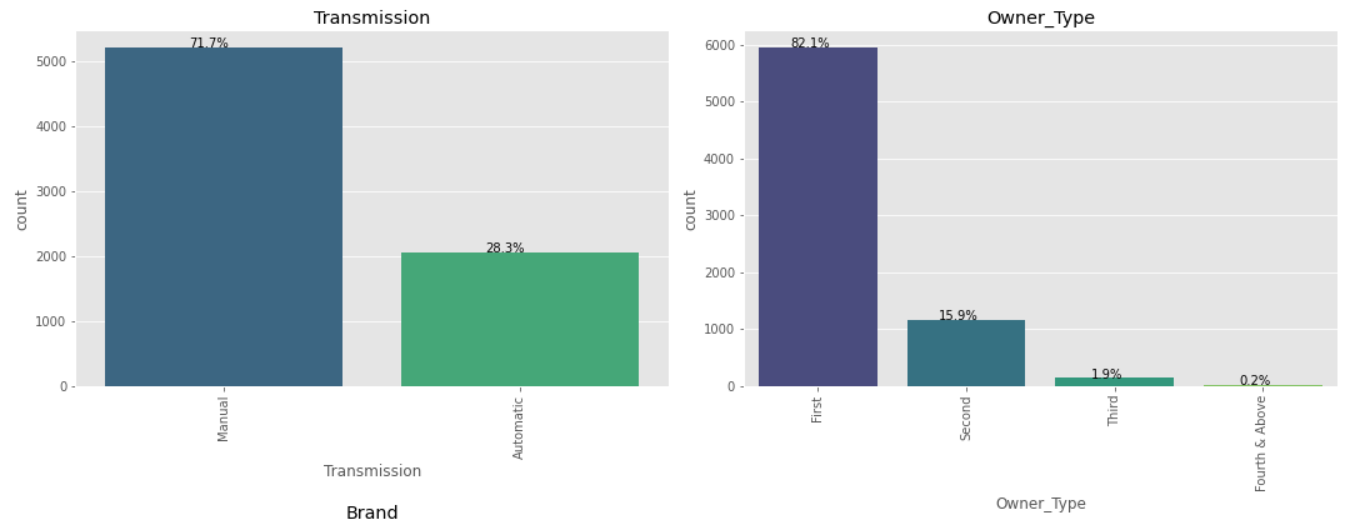 Transmission
71.7%
28.3%
5000
4000
3000
2000
1000
0
count
Manual
Automatic
Transmission
Owner_Type
82.1%
15.9%
1.9%
0.2%
6000
5000
4000
3000
2000
1000
0
count
First
Second
Third
Fourth & Above
Owner_Type
Brand